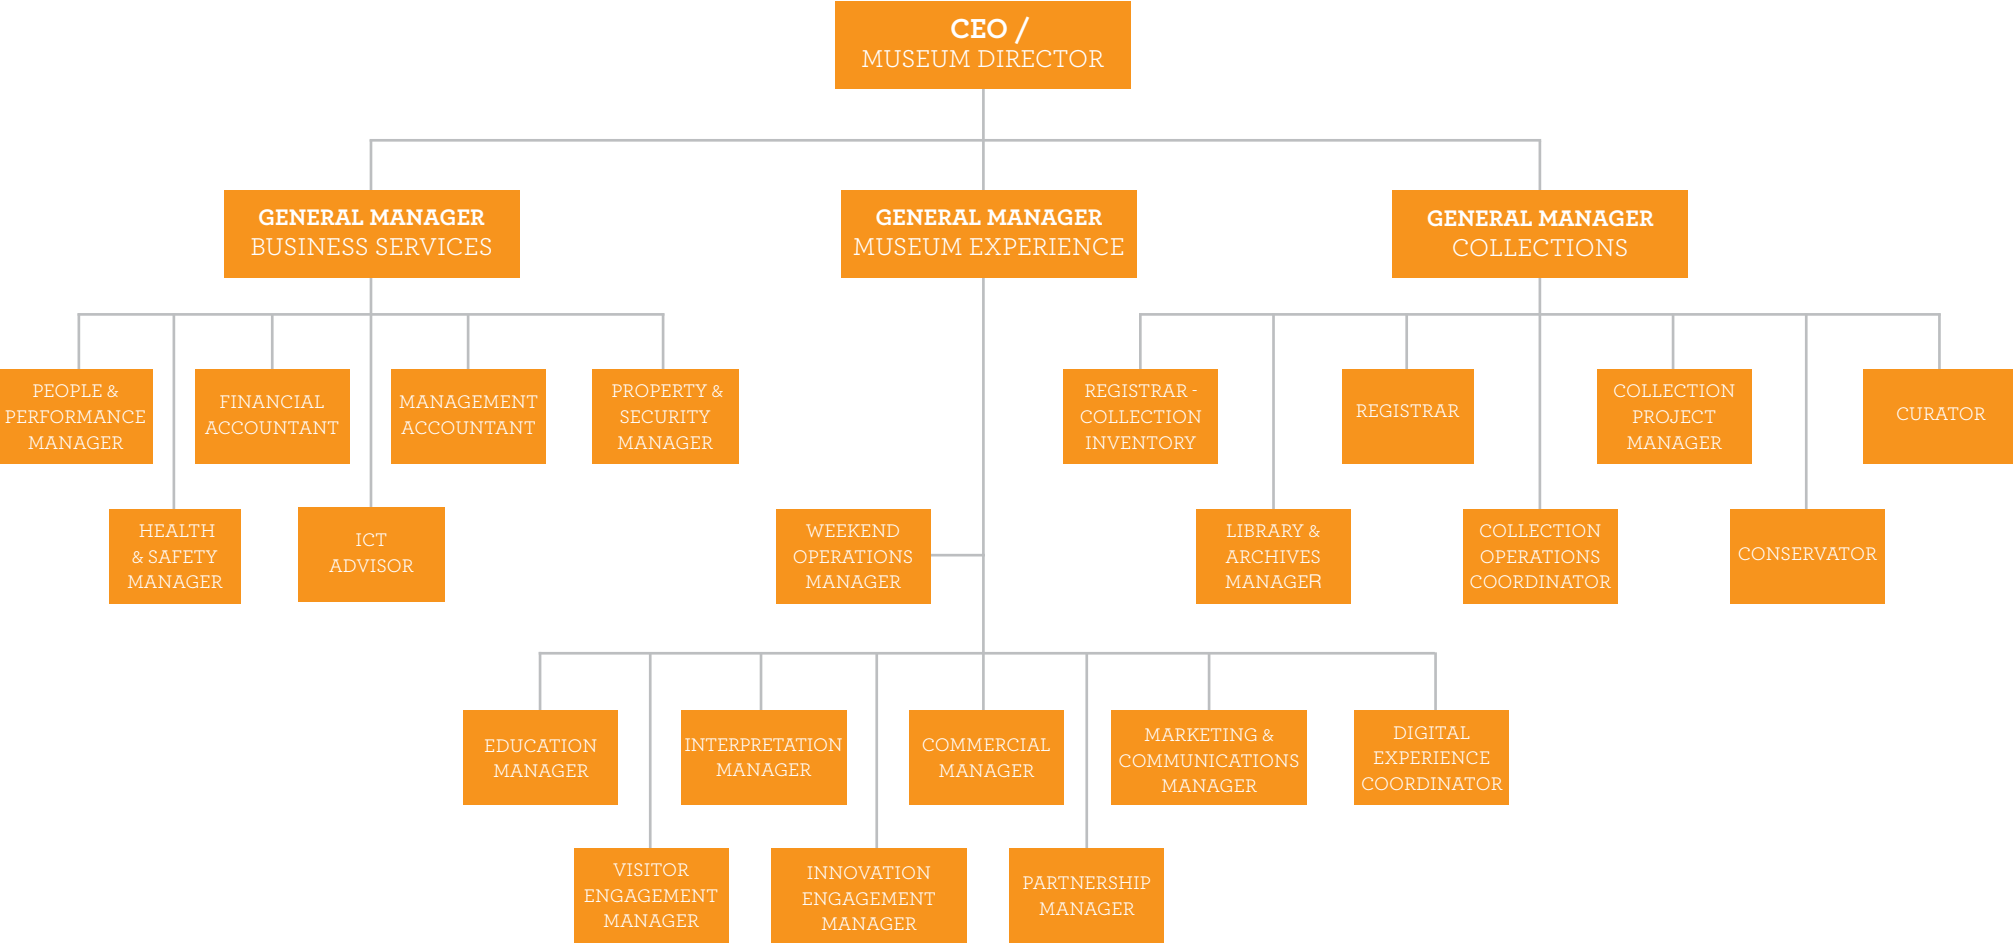 CEO /
MUSEUM DIRECTOR
GENERAL MANAGER
BUSINESS SERVICES
GENERAL MANAGER
MUSEUM EXPERIENCE
GENERAL MANAGER
COLLECTIONS
PEOPLE &
PERFORMANCE
MANAGER
FINANCIAL
ACCOUNTANT
MANAGEMENT
ACCOUNTANT
PROPERTY &
SECURITY
MANAGER
REGISTRAR -
COLLECTION
INVENTORY
REGISTRAR
COLLECTION
PROJECT
MANAGER
CURATOR
HEALTH
& SAFETY
MANAGER
ICT
ADVISOR
WEEKEND
OPERATIONS
MANAGER
LIBRARY &
ARCHIVES
MANAGER
COLLECTION
OPERATIONS
COORDINATOR
CONSERVATOR
EDUCATION
MANAGER
INTERPRETATION
MANAGER
COMMERCIAL
MANAGER
MARKETING &
COMMUNICATIONS
MANAGER
DIGITAL
EXPERIENCE
COORDINATOR
VISITOR
ENGAGEMENT
MANAGER
INNOVATION
ENGAGEMENT
MANAGER
PARTNERSHIP
MANAGER